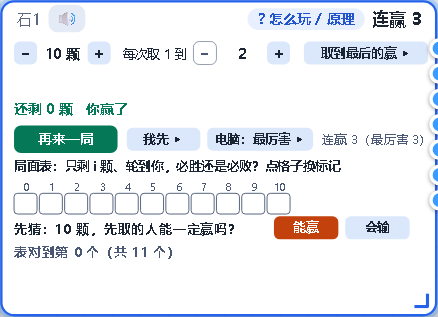 石1 🔊 ? 怎么玩 / 原理 连赢 3
− 10 颗 + 每次取 1 到 − 2 + 取到最后的赢 ▸
还剩 0 颗 你赢了
再来一局 我先 ▸ 电脑：最厉害 ▸ 连赢 3（最厉害 3）
局面表：只剩 i 颗、轮到你，必胜还是必败？点格子换标记
0 1 2 3 4 5 6 7 8 9 10
先猜：10 颗，先取的人能一定赢吗？ 能赢 会输
表对到第 0 个（共 11 个）